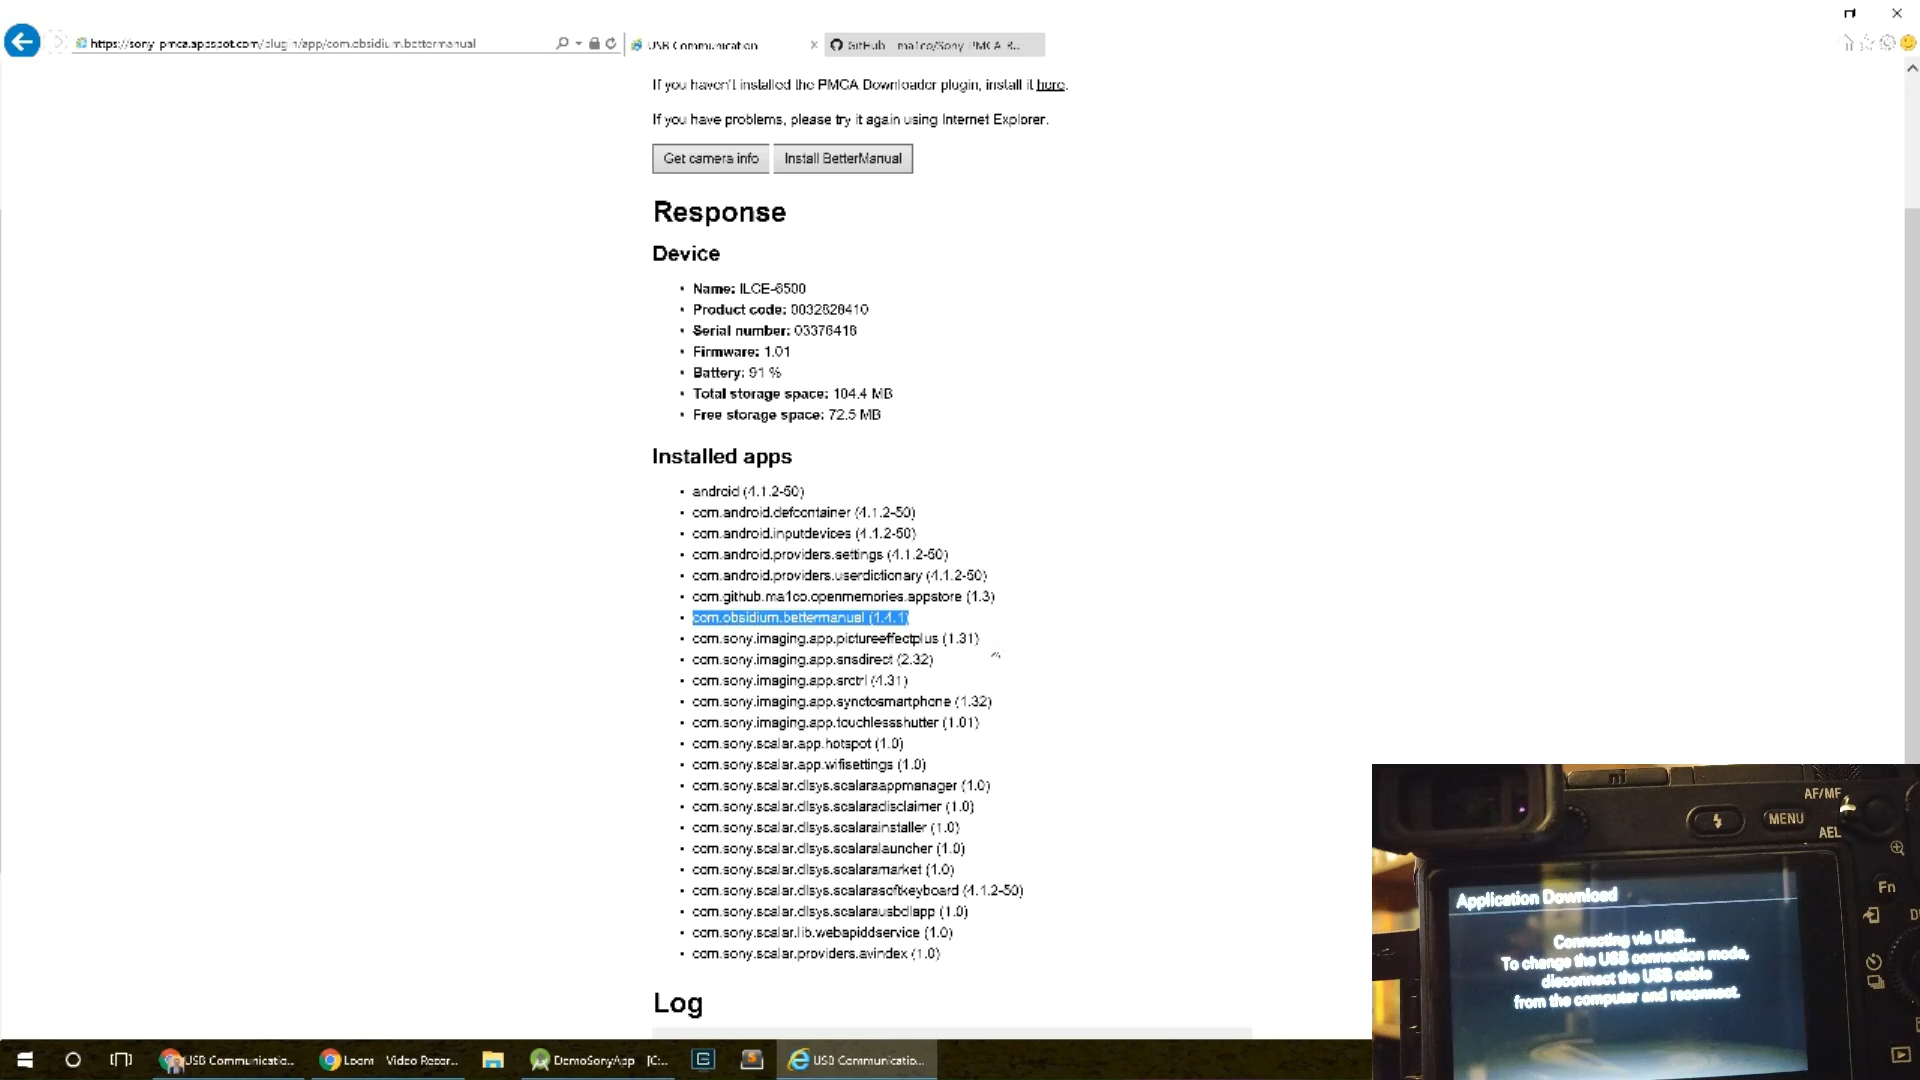 https://sony-pmca.appspot.com/plugin/app/com.obsidium.bettermanual
USB Communication
GitHub - ma1co/Sony-PMCA-R...
If you haven't installed the PMCA Downloader plugin, install it here.
If you have problems, please try it again using Internet Explorer.
Get camera info
Install BetterManual
Response
Device
• Name: ILCE-6500
• Product code: 0032828410
• Serial number: 03376418
• Firmware: 1.01
• Battery: 91 %
• Total storage space: 104.4 MB
• Free storage space: 72.5 MB
Installed apps
• android (4.1.2-50)
• com.android.defcontainer (4.1.2-50)
• com.android.inputdevices (4.1.2-50)
• com.android.providers.settings (4.1.2-50)
• com.android.providers.userdictionary (4.1.2-50)
• com.github.ma1co.openmemories.appstore (1.3)
• com.obsidium.bettermanual (1.4.1)
• com.sony.imaging.app.pictureeffectplus (1.31)
• com.sony.imaging.app.snsdirect (2.32)
• com.sony.imaging.app.srctrl (4.31)
• com.sony.imaging.app.synctosmartphone (1.32)
• com.sony.imaging.app.touchlessshutter (1.01)
• com.sony.scalar.app.hotspot (1.0)
• com.sony.scalar.app.wifisettings (1.0)
• com.sony.scalar.dlsys.scalaraappmanager (1.0)
• com.sony.scalar.dlsys.scalaradisclaimer (1.0)
• com.sony.scalar.dlsys.scalarainstaller (1.0)
• com.sony.scalar.dlsys.scalaralauncher (1.0)
• com.sony.scalar.dlsys.scalaramarket (1.0)
• com.sony.scalar.dlsys.scalarasoftkeyboard (4.1.2-50)
• com.sony.scalar.dlsys.scalarausbdlapp (1.0)
• com.sony.scalar.lib.webapiddservice (1.0)
• com.sony.scalar.providers.avindex (1.0)
Log
AF/MF
MENU
AEL
Fn
Application Download
Connecting via USB...
To change the USB connection mode,
disconnect the USB cable
from the computer and reconnect.
USB Communicatio...
Loom - Video Recor...
DemoSonyApp - [C:...
USB Communicatio...